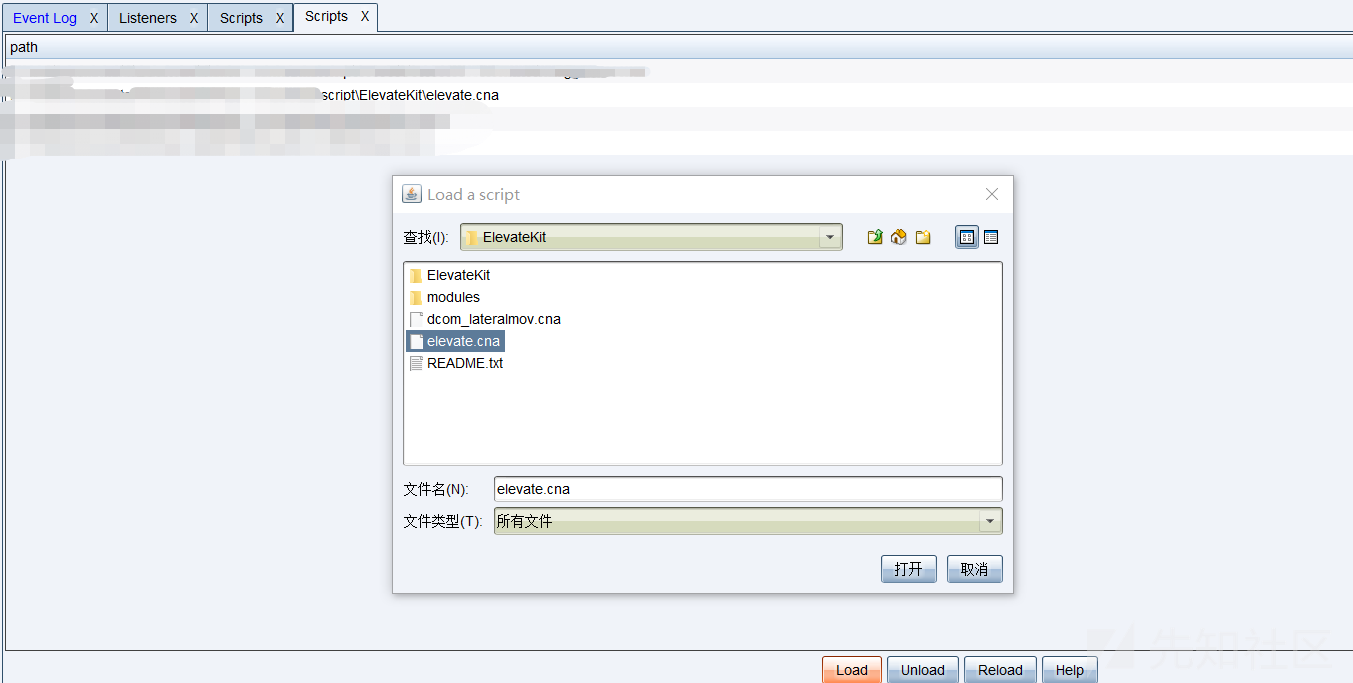 Event Log X Listeners X Scripts X Scripts X
path
script\ElevateKit\elevate.cna
Load a script
查找(I): ElevateKit
ElevateKit
modules
dcom_lateralmov.cna
elevate.cna
README.txt
文件名(N): elevate.cna
文件类型(T): 所有文件
打开 取消
先知社区
Load Unload Reload Help